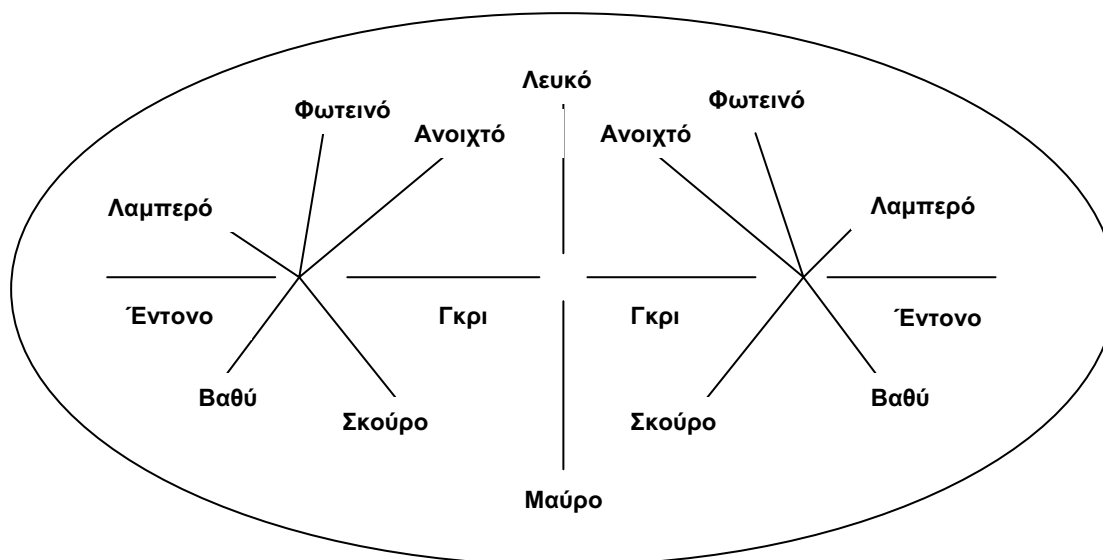 Λευκό
Φωτεινό
Φωτεινό
Ανοιχτό
Ανοιχτό
Λαμπερό
Λαμπερό
Έντονο
Γκρι
Γκρι
Έντονο
Βαθύ
Βαθύ
Σκούρο
Σκούρο
Μαύρο